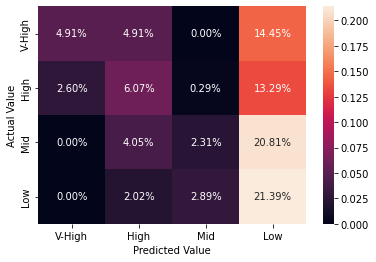 V-High 4.91% 4.91% 0.00% 14.45%
High 2.60% 6.07% 0.29% 13.29%
Mid 0.00% 4.05% 2.31% 20.81%
Low 0.00% 2.02% 2.89% 21.39%
V-High High Mid Low
Predicted Value
Actual Value
0.200
0.175
0.150
0.125
0.100
0.075
0.050
0.025
0.000